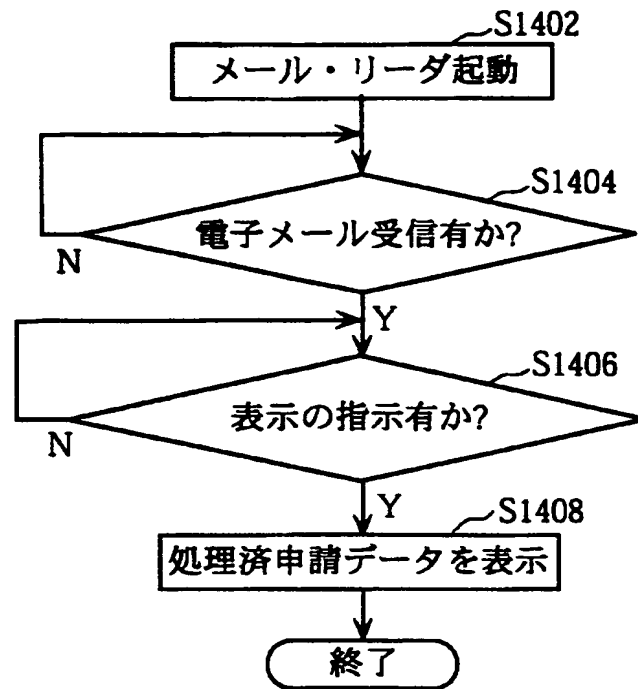 S1402
メール・リーダ起動
S1404
電子メール受信有か?
N
Y
S1406
表示の指示有か?
N
Y
S1408
処理済申請データを表示
終了